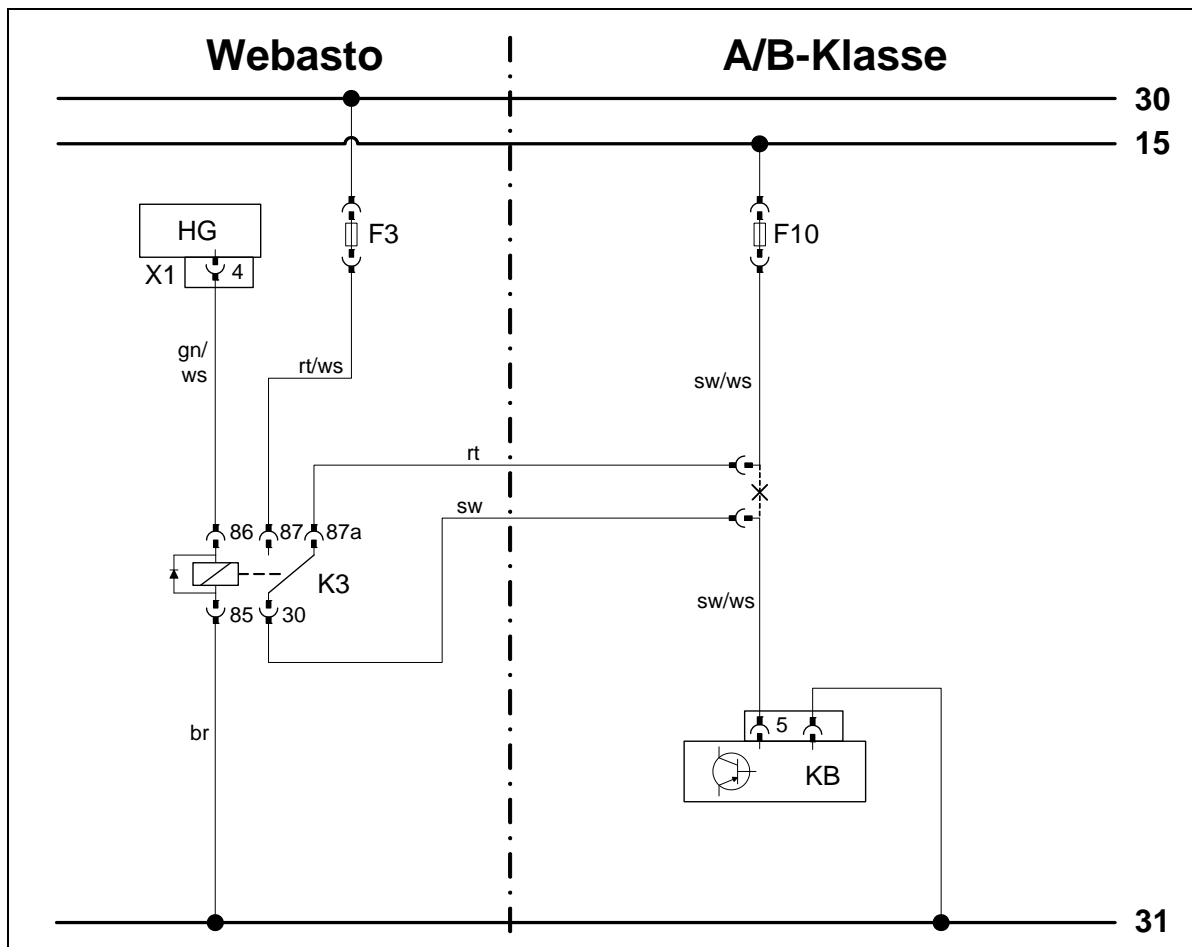 Webasto
A/B-Klasse
30
15
HG
X1
4
F3
F10
gn/
ws
rt/ws
sw/ws
rt
sw
86
87
87a
K3
85
30
sw/ws
br
5
KB
31